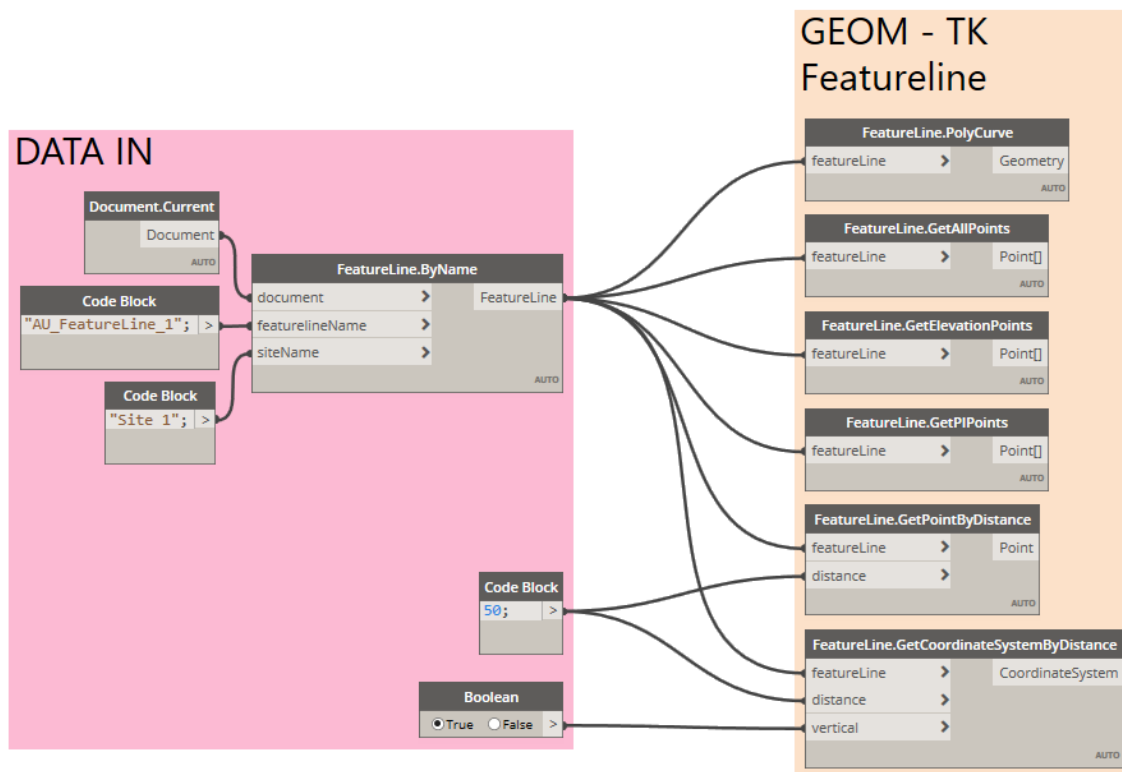 DATA IN
Document.Current
Document
AUTO
Code Block
"AU_FeatureLine_1"; >
Code Block
"Site 1"; >
FeatureLine.ByName
document > FeatureLine
featurelineName >
siteName >
AUTO
Code Block
50; >
Boolean
True False >
GEOM - TK
Featureline
FeatureLine.PolyCurve
featureLine > Geometry
AUTO
FeatureLine.GetAllPoints
featureLine > Point[]
AUTO
FeatureLine.GetElevationPoints
featureLine > Point[]
AUTO
FeatureLine.GetPIPoints
featureLine > Point[]
AUTO
FeatureLine.GetPointByDistance
featureLine > Point
distance >
AUTO
FeatureLine.GetCoordinateSystemByDistance
featureLine > CoordinateSystem
distance >
vertical >
AUTO